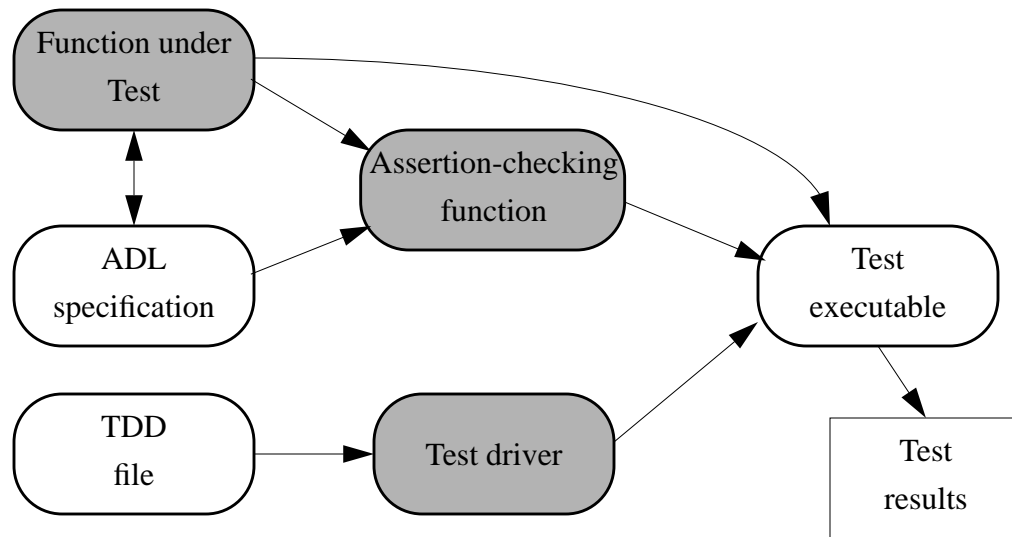 Function under
Test
Assertion-checking
function
ADL
specification
Test
executable
TDD
file
Test driver
Test
results